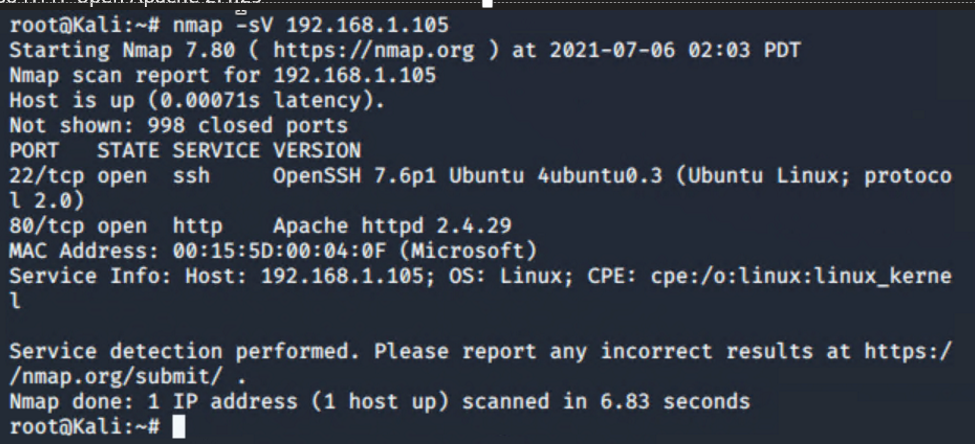 root@Kali:~# nmap -sV 192.168.1.105
Starting Nmap 7.80 ( https://nmap.org ) at 2021-07-06 02:03 PDT
Nmap scan report for 192.168.1.105
Host is up (0.00071s latency).
Not shown: 998 closed ports
PORT   STATE SERVICE VERSION
22/tcp open  ssh     OpenSSH 7.6p1 Ubuntu 4ubuntu0.3 (Ubuntu Linux; protoco
l 2.0)
80/tcp open  http    Apache httpd 2.4.29
MAC Address: 00:15:5D:00:04:0F (Microsoft)
Service Info: Host: 192.168.1.105; OS: Linux; CPE: cpe:/o:linux:linux_kerne
l
Service detection performed. Please report any incorrect results at https:/
/nmap.org/submit/ .
Nmap done: 1 IP address (1 host up) scanned in 6.83 seconds
root@Kali:~#